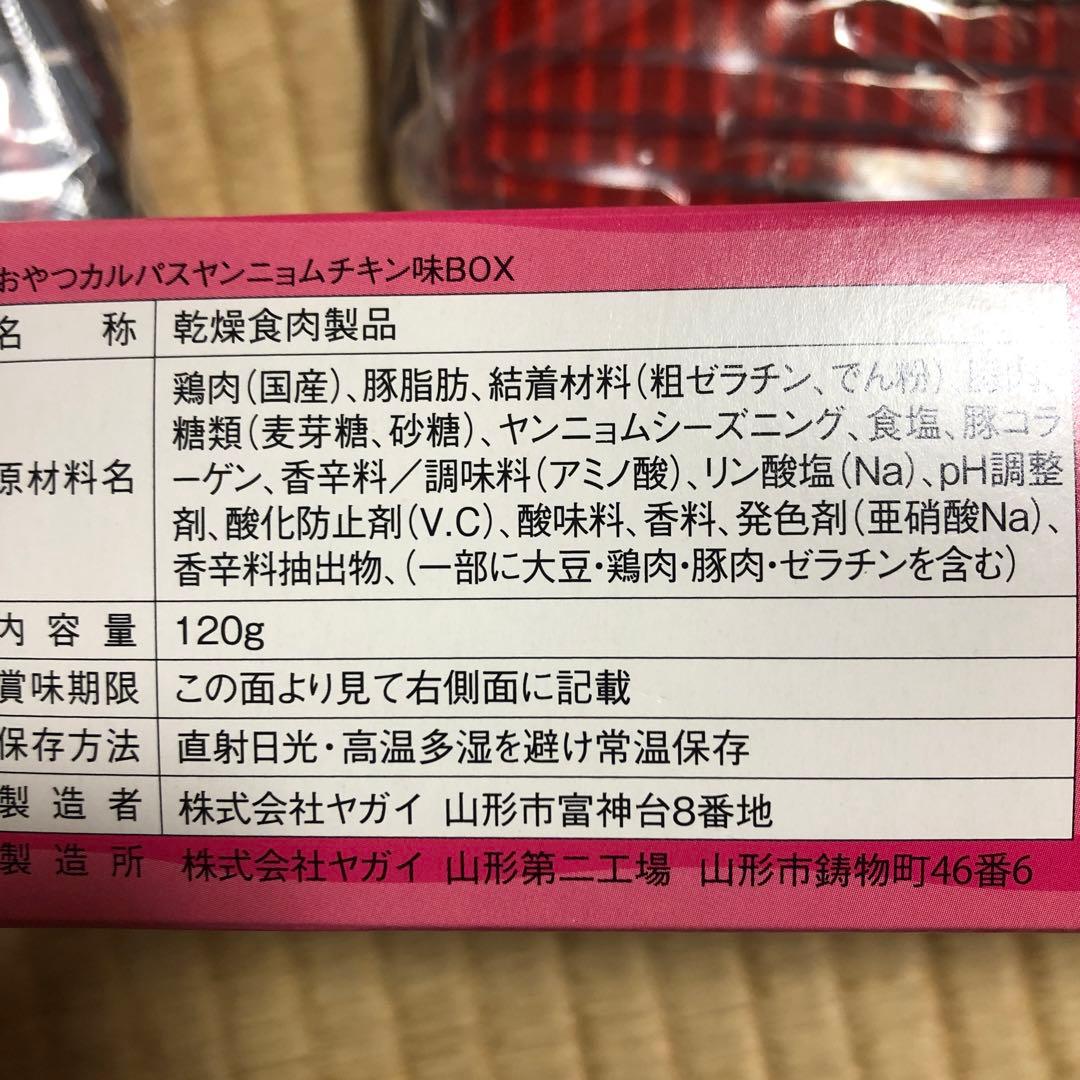 おやつカルパスヤンニョムチキン味BOX
名称 乾燥食肉製品
原材料名 鶏肉(国産)、豚脂肪、結着材料(粗ゼラチン、でん粉)
糖類(麦芽糖、砂糖)、ヤンニョムシーズニング、食塩、豚コラ
ーゲン、香辛料/調味料(アミノ酸)、リン酸塩(Na)、pH調整
剤、酸化防止剤(V.C)、酸味料、香料、発色剤(亜硝酸Na)、
香辛料抽出物、(一部に大豆・鶏肉・豚肉・ゼラチンを含む)
内容量 120g
賞味期限 この面より見て右側面に記載
保存方法 直射日光・高温多湿を避け常温保存
製造者 株式会社ヤガイ 山形市富神台8番地
製造所 株式会社ヤガイ 山形第二工場 山形市鋳物町46番6